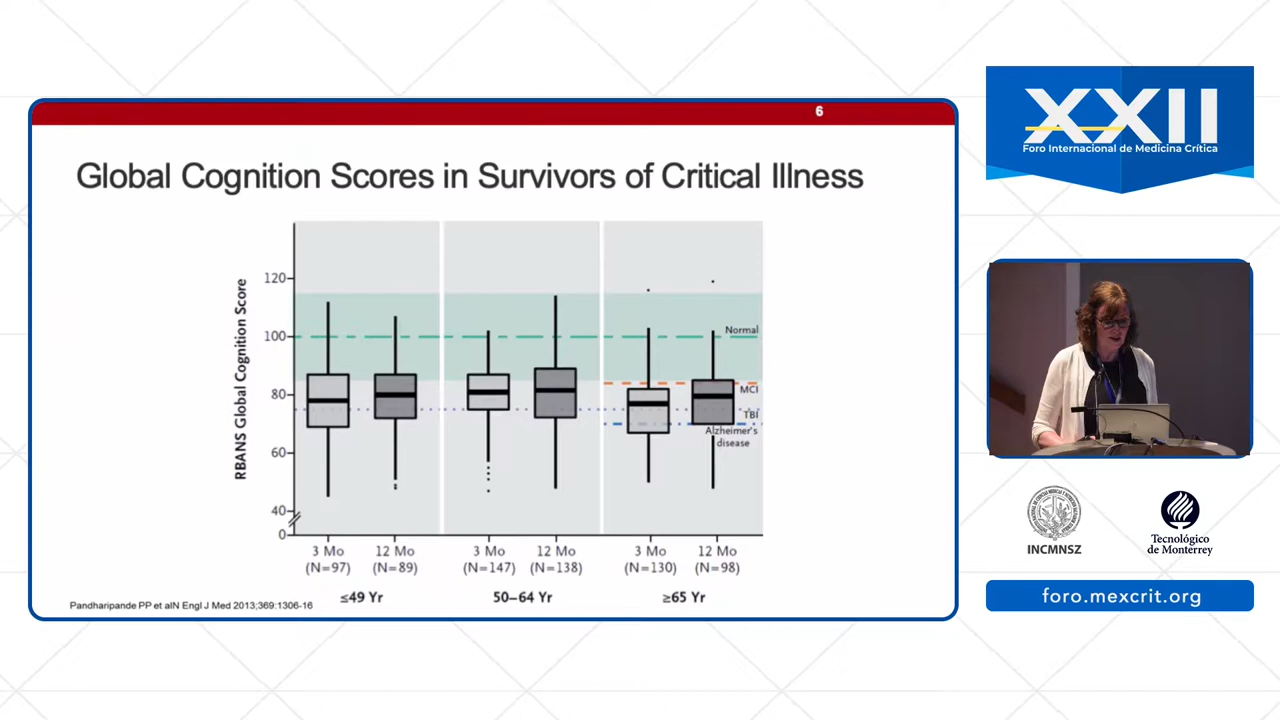 6
Global Cognition Scores in Survivors of Critical Illness
RBANS Global Cognition Score
120
100
80
60
40
0
Normal
MCI
TBI
Alzheimer's
disease
3 Mo
(N=97)
12 Mo
(N=89)
3 Mo
(N=147)
12 Mo
(N=138)
3 Mo
(N=130)
12 Mo
(N=98)
≤49 Yr
50–64 Yr
≥65 Yr
Pandharipande PP et alN Engl J Med 2013;369:1306-16
XXII
Foro Internacional de Medicina Crítica
INCMNSZ
Tecnológico
de Monterrey
foro.mexcrit.org